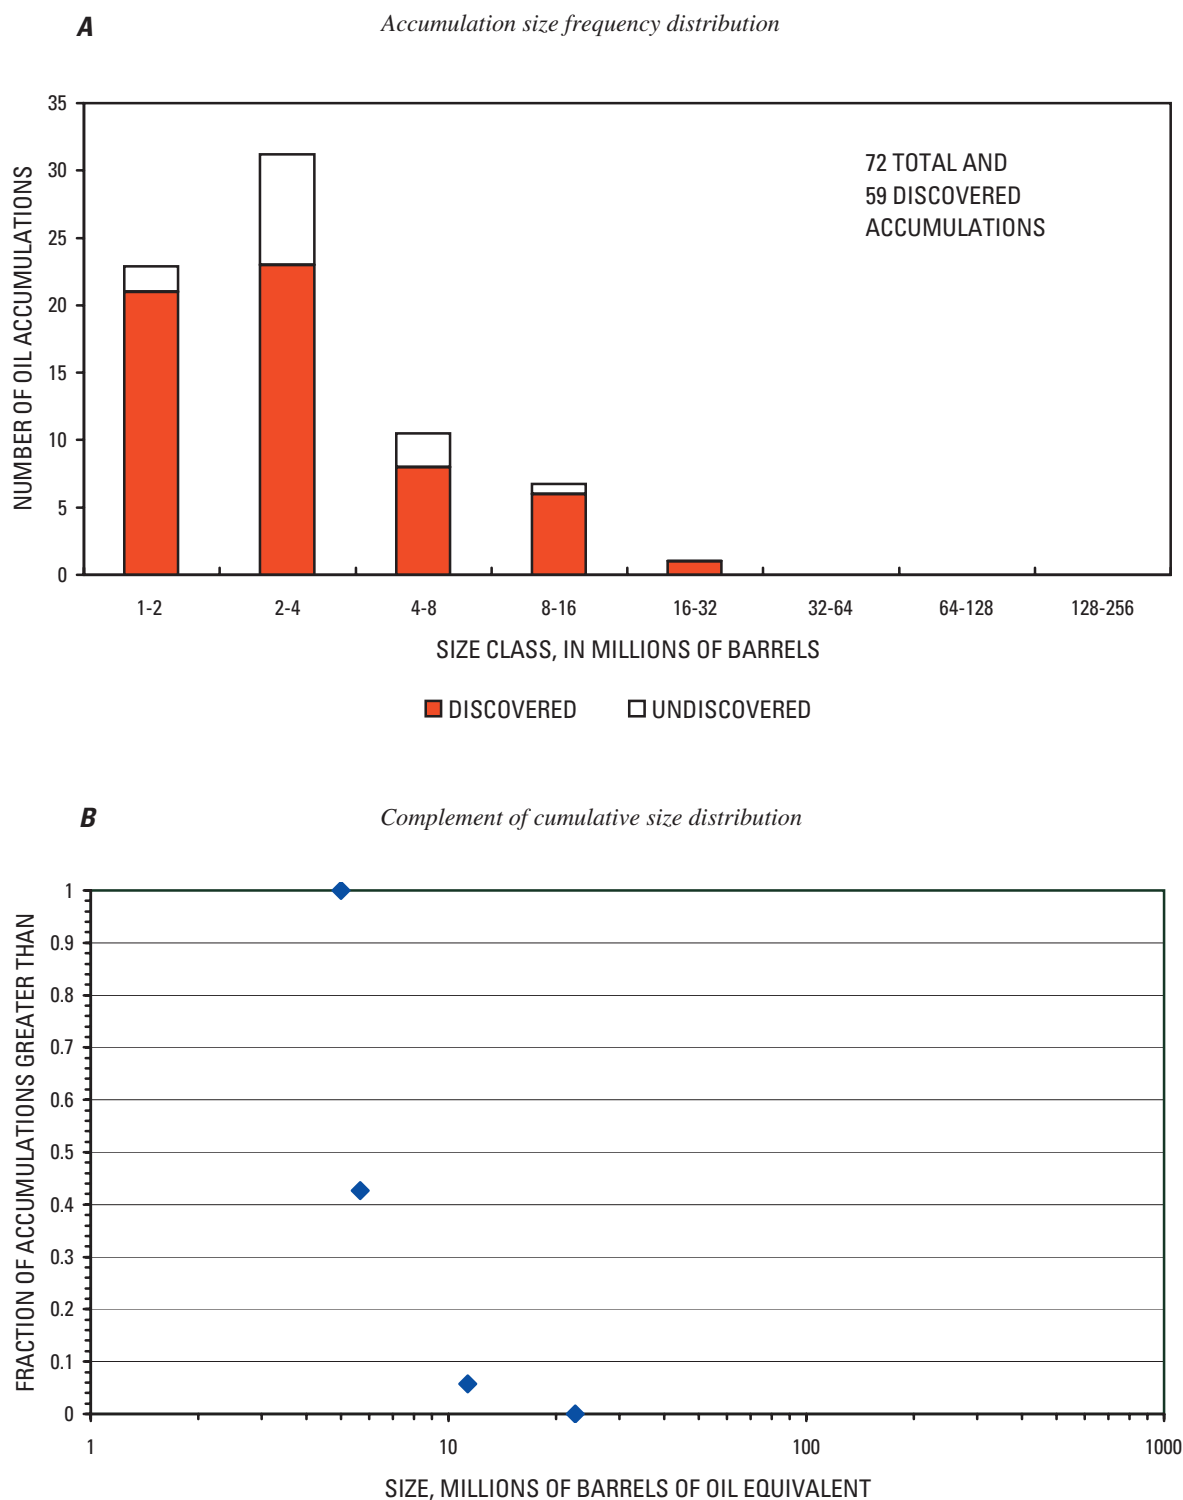 A
Accumulation size frequency distribution
35
30
25
20
15
10
5
0
NUMBER OF OIL ACCUMULATIONS
72 TOTAL AND
59 DISCOVERED
ACCUMULATIONS
1-2 2-4 4-8 8-16 16-32 32-64 64-128 128-256
SIZE CLASS, IN MILLIONS OF BARRELS
DISCOVERED UNDISCOVERED
B
Complement of cumulative size distribution
1
0.9
0.8
0.7
0.6
0.5
0.4
0.3
0.2
0.1
0
FRACTION OF ACCUMULATIONS GREATER THAN
1 10 100 1000
SIZE, MILLIONS OF BARRELS OF OIL EQUIVALENT